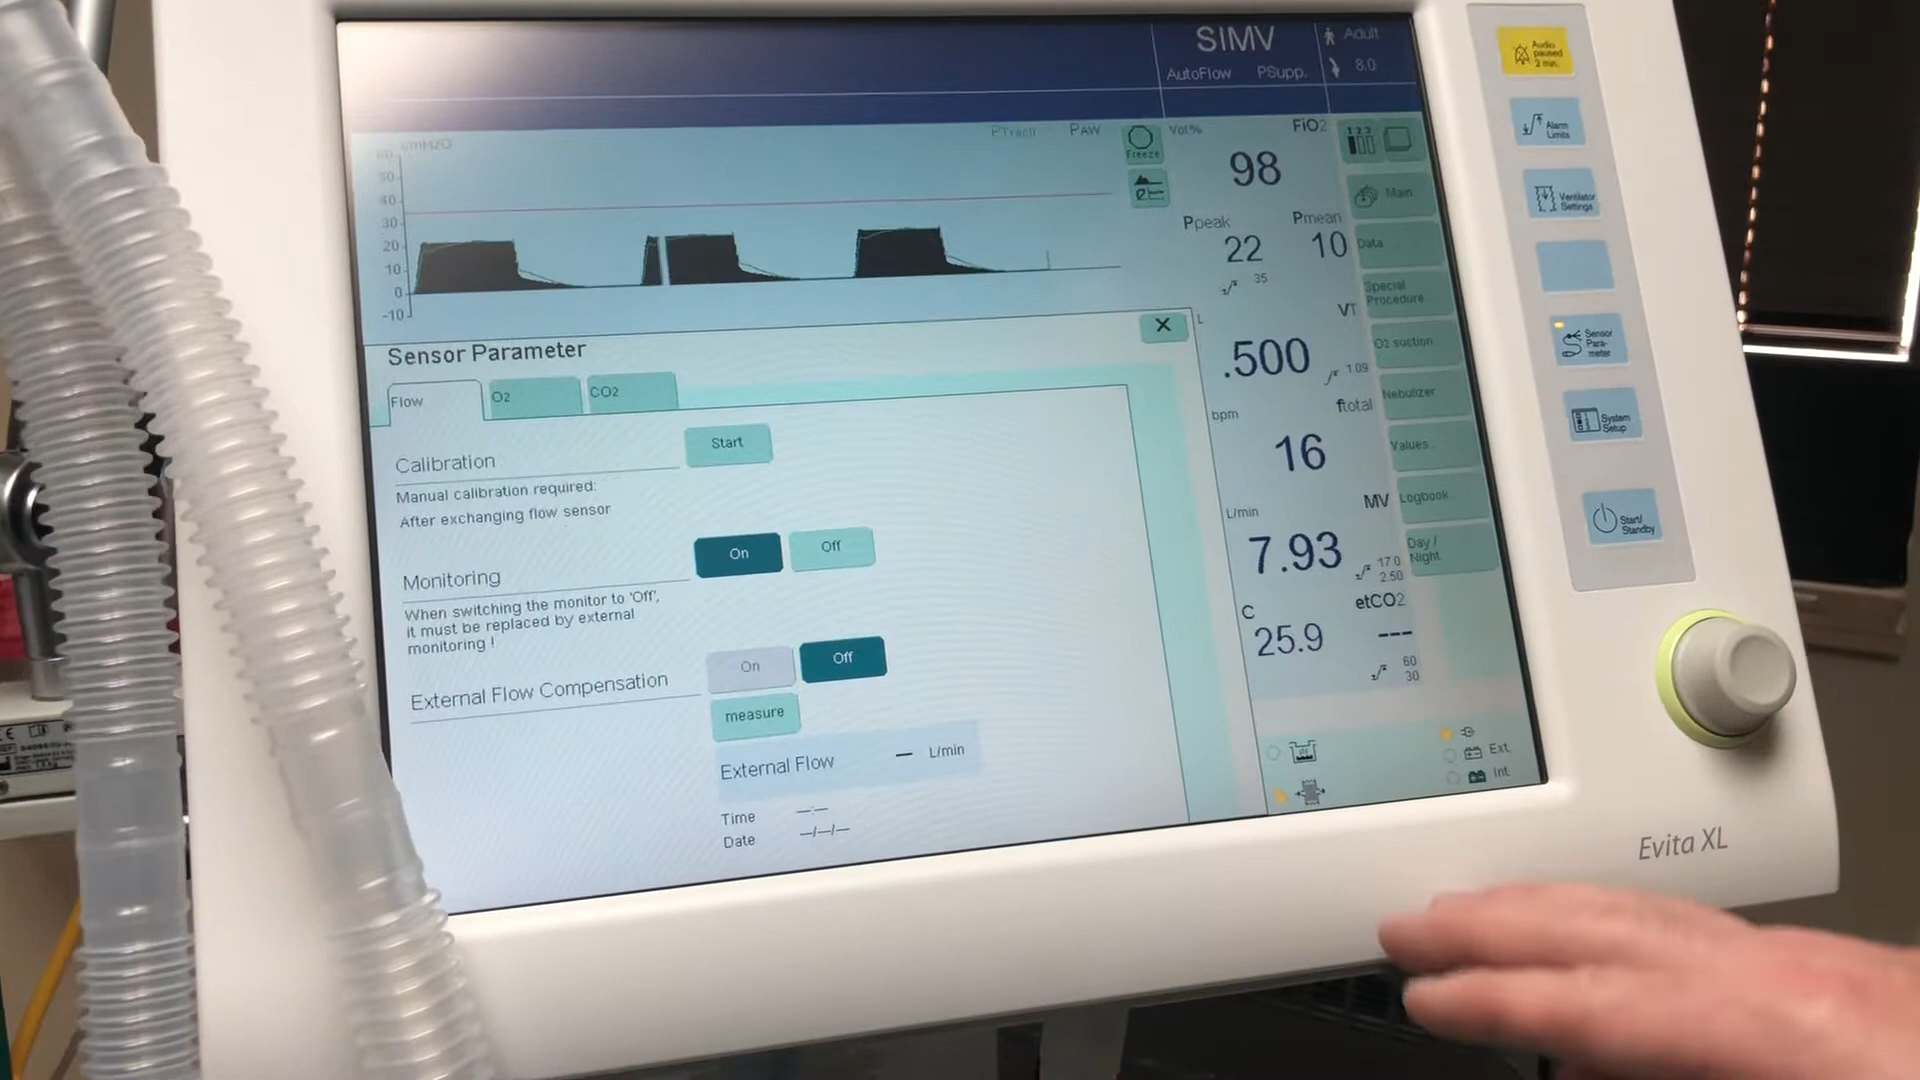 SIMV
AutoFlow PSupp.
Adult
8.0
cmH2O
PTrach Paw
50
40
30
20
10
0
-10
Freeze
Vol% FiO2
98
Ppeak Pmean
22 10
35
VT
L
.500
1.09
bpm ftotal
16
MV
L/min
7.93
17.0
2.50
C etCO2
25.9 ---
60
30
Ext.
Int.
1 2 3
Main
Data
Special
Procedure...
O2 suction
Nebulizer
Values...
Logbook
Day /
Night
Sensor Parameter
X
Flow O2 CO2
Calibration Start
Manual calibration required:
After exchanging flow sensor
Monitoring On Off
When switching the monitor to 'Off',
it must be replaced by external
monitoring !
External Flow Compensation On Off
measure
External Flow — L/min
Time —:—
Date —/—/—
Audio
paused
2 min.
Alarm
Limits
Ventilator
Settings
Sensor
Para-
meter
System
Setup
Start/
Standby
Evita XL